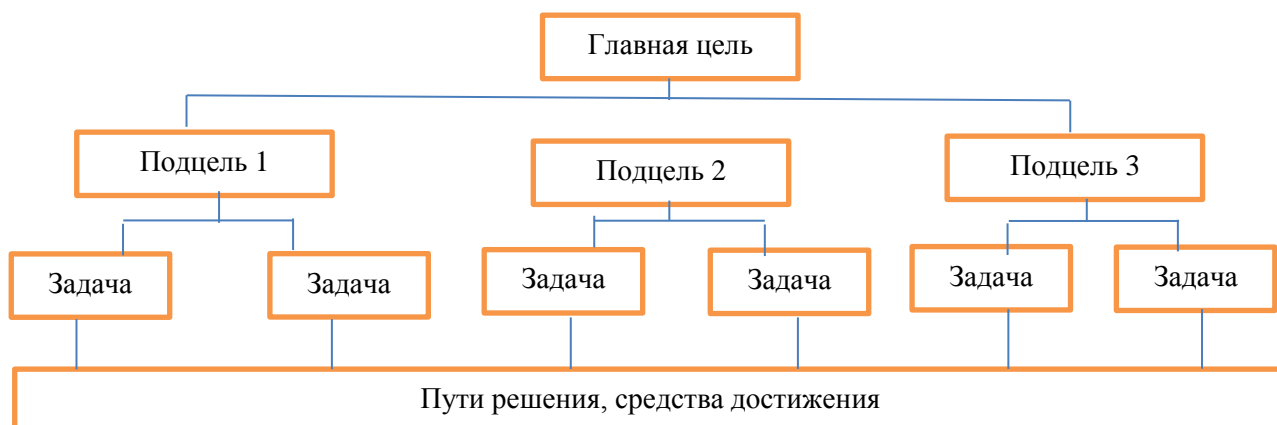 Главная цель
Подцель 1
Подцель 2
Подцель 3
Задача
Задача
Задача
Задача
Задача
Задача
Пути решения, средства достижения